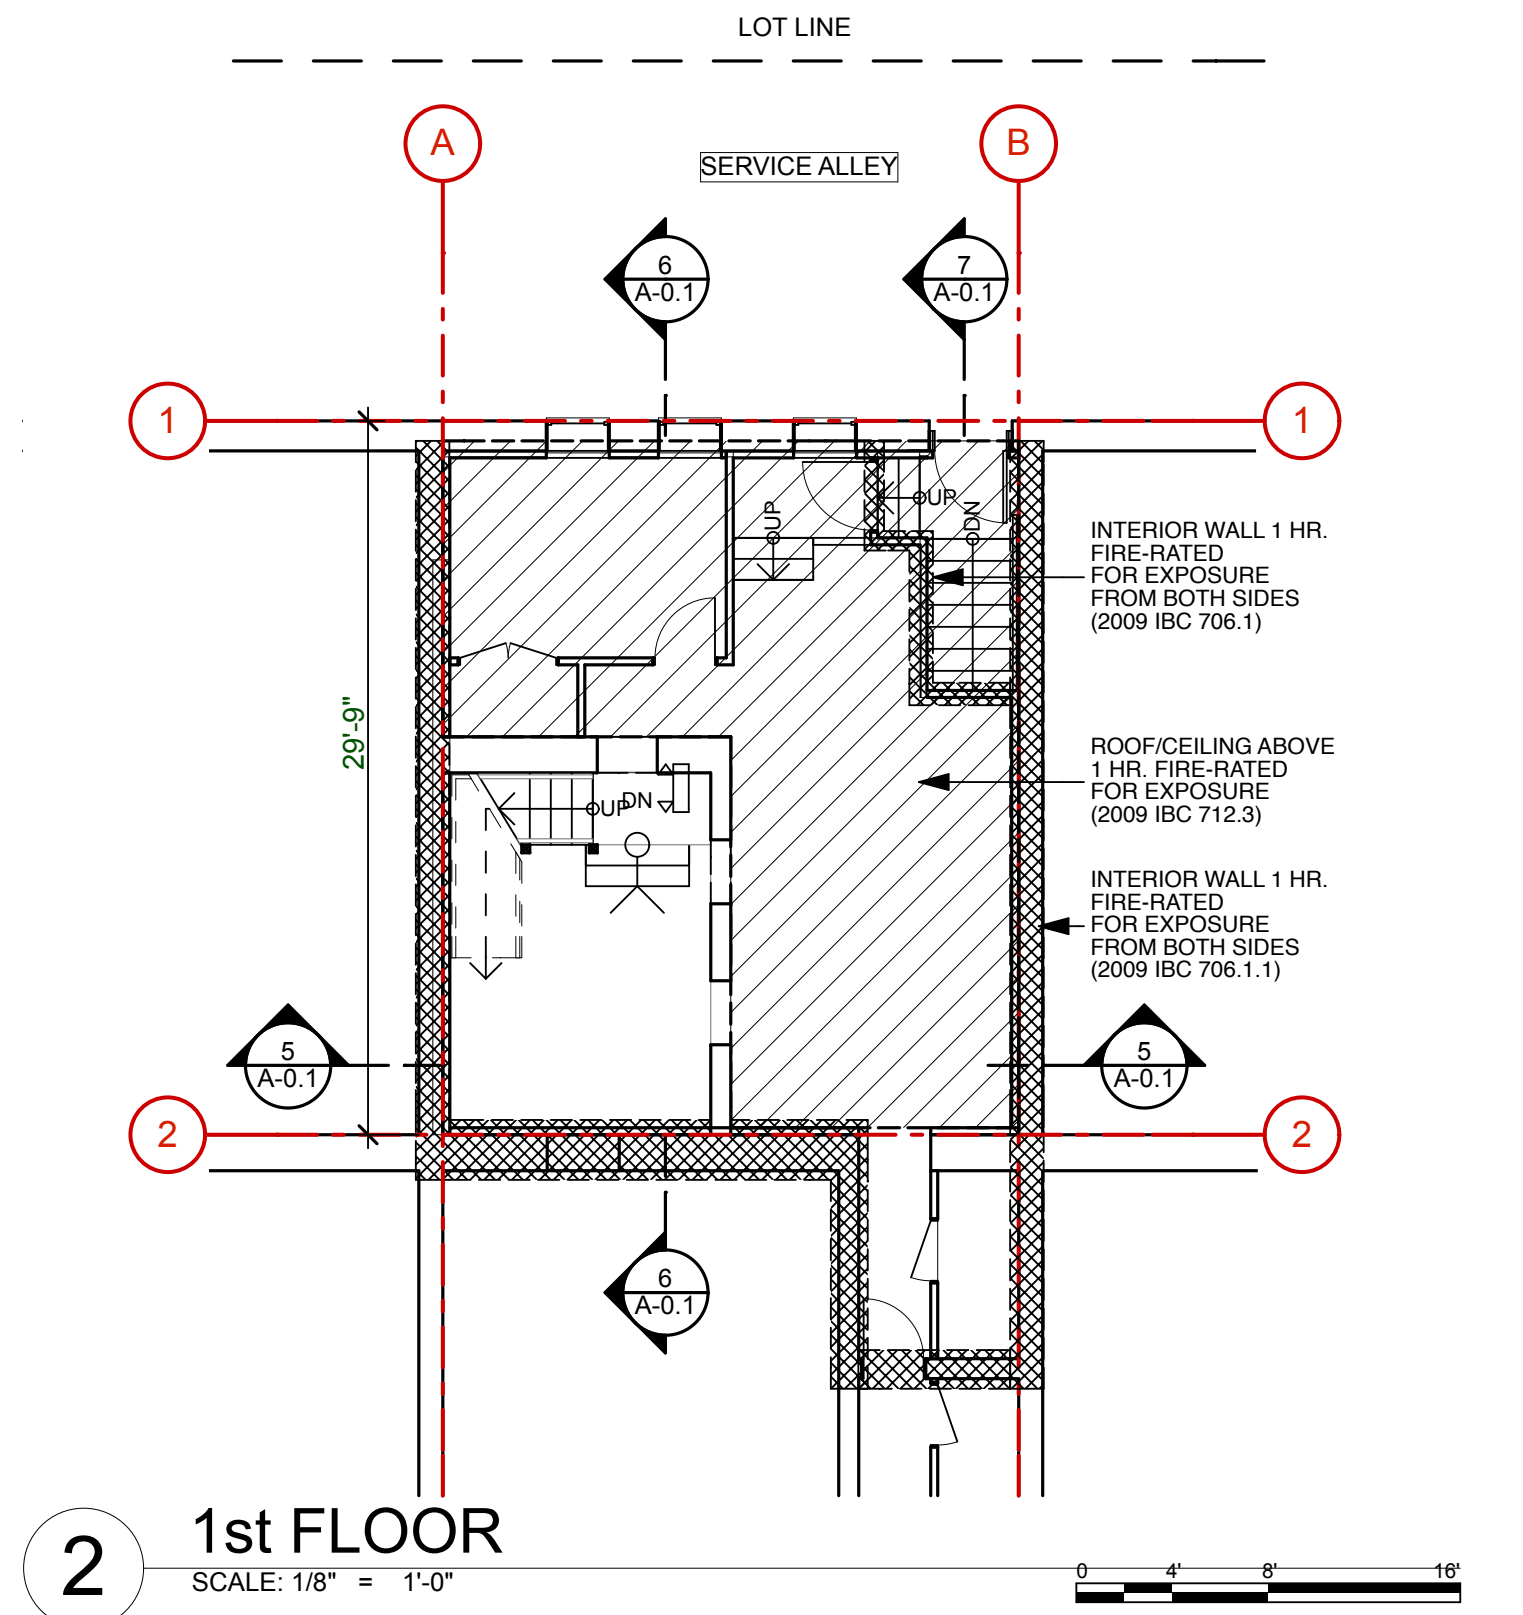 LOT LINE
A
B
SERVICE ALLEY
6
A-0.1
7
A-0.1
1
1
UP
UP
DN
INTERIOR WALL 1 HR.
FIRE-RATED
FOR EXPOSURE
FROM BOTH SIDES
(2009 IBC 706.1)
29'-9"
ROOF/CEILING ABOVE
1 HR. FIRE-RATED
FOR EXPOSURE
(2009 IBC 712.3)
UP
DN
INTERIOR WALL 1 HR.
FIRE-RATED
FOR EXPOSURE
FROM BOTH SIDES
(2009 IBC 706.1.1)
5
A-0.1
5
A-0.1
2
2
6
A-0.1
2
1st FLOOR
SCALE: 1/8" = 1'-0"
0 4' 8' 16'